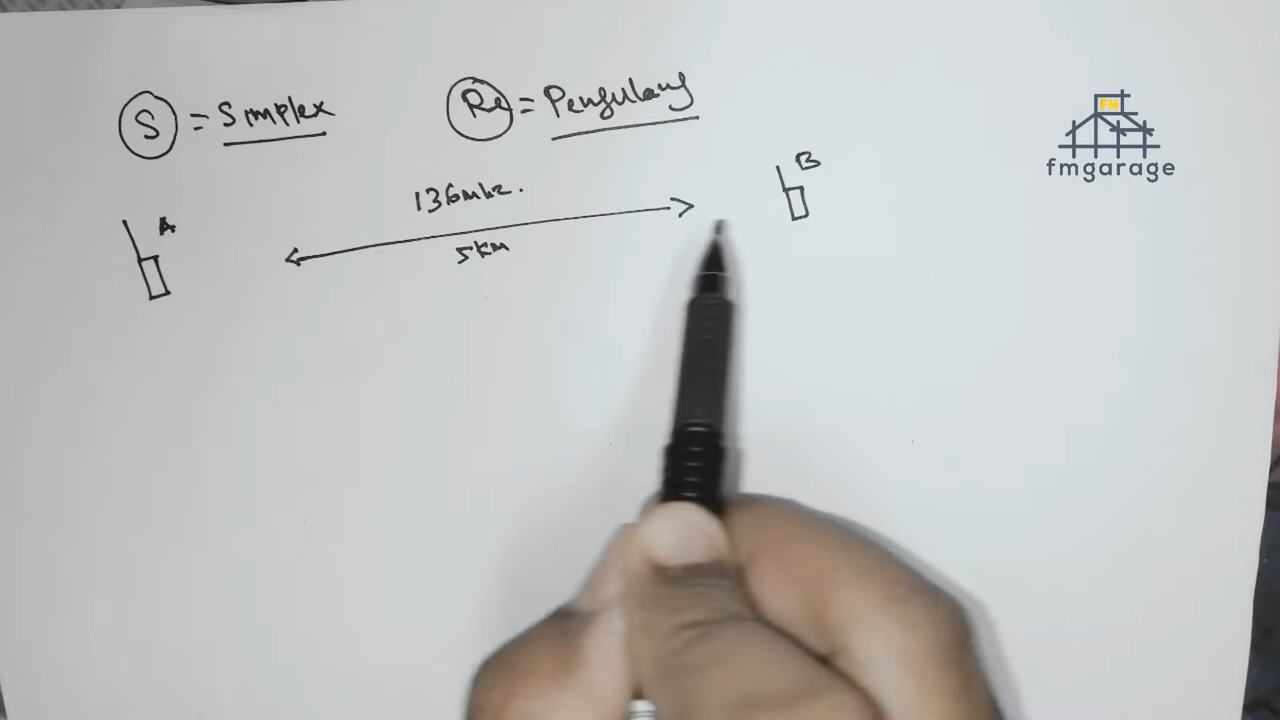 S = Simplex
Re = Pengulang
FM
fmgarage
136mhz.
B
A
5km